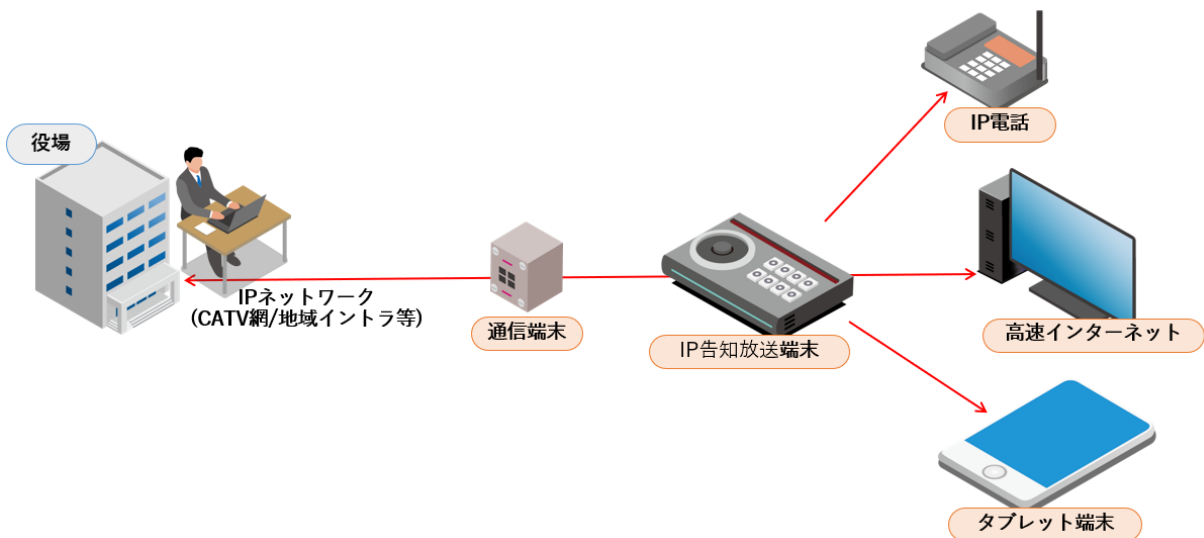 役場
IPネットワーク
（CATV網/地域イントラ等）
通信端末
IP告知放送端末
IP電話
高速インターネット
タブレット端末